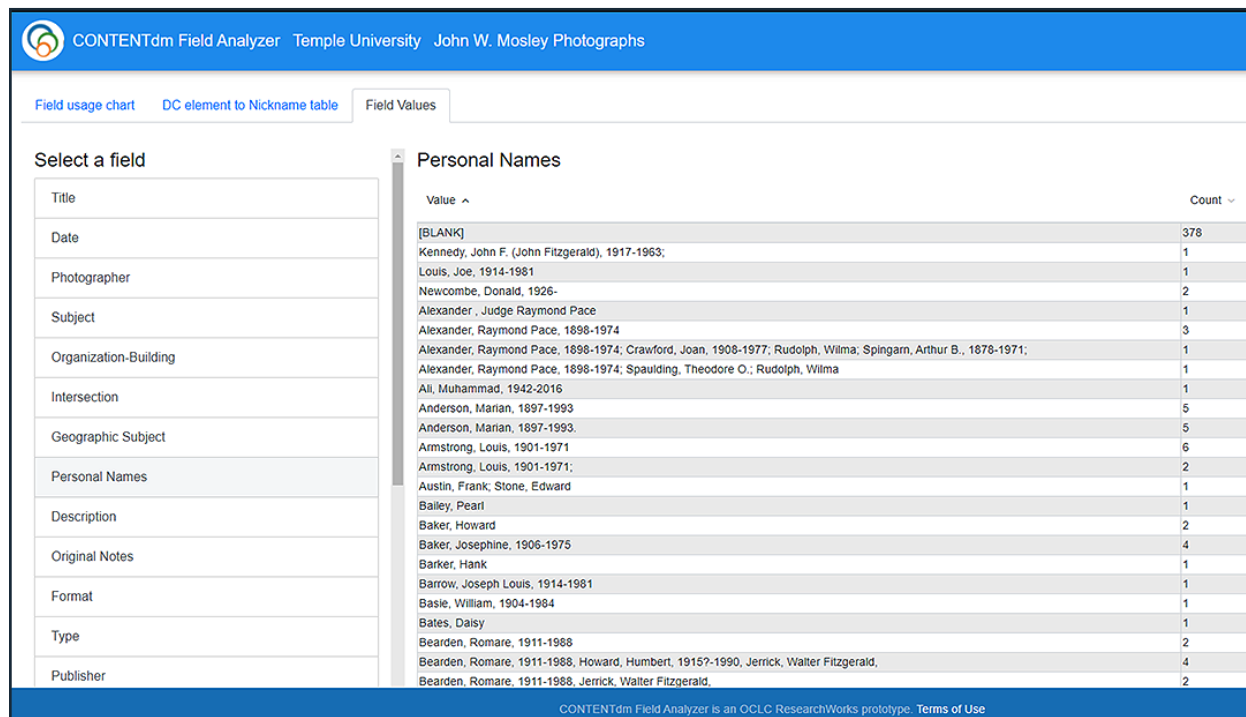 CONTENTdm Field Analyzer Temple University John W. Mosley Photographs
Field usage chart DC element to Nickname table Field Values
Select a field
Title
Date
Photographer
Subject
Organization-Building
Intersection
Geographic Subject
Personal Names
Description
Original Notes
Format
Type
Publisher
Personal Names
Value Count
[BLANK] 378
Kennedy, John F. (John Fitzgerald), 1917-1963; 1
Louis, Joe, 1914-1981 1
Newcombe, Donald, 1926- 2
Alexander , Judge Raymond Pace 1
Alexander, Raymond Pace, 1898-1974 3
Alexander, Raymond Pace, 1898-1974; Crawford, Joan, 1908-1977; Rudolph, Wilma; Spingarn, Arthur B., 1878-1971; 1
Alexander, Raymond Pace, 1898-1974; Spaulding, Theodore O.; Rudolph, Wilma 1
Ali, Muhammad, 1942-2016 1
Anderson, Marian, 1897-1993 5
Anderson, Marian, 1897-1993. 5
Armstrong, Louis, 1901-1971 6
Armstrong, Louis, 1901-1971; 2
Austin, Frank; Stone, Edward 1
Bailey, Pearl 1
Baker, Howard 2
Baker, Josephine, 1906-1975 4
Barker, Hank 1
Barrow, Joseph Louis, 1914-1981 1
Basie, William, 1904-1984 1
Bates, Daisy 1
Bearden, Romare, 1911-1988 2
Bearden, Romare, 1911-1988, Howard, Humbert, 1915?-1990, Jerrick, Walter Fitzgerald, 4
Bearden, Romare, 1911-1988, Jerrick, Walter Fitzgerald, 2
CONTENTdm Field Analyzer is an OCLC ResearchWorks prototype. Terms of Use